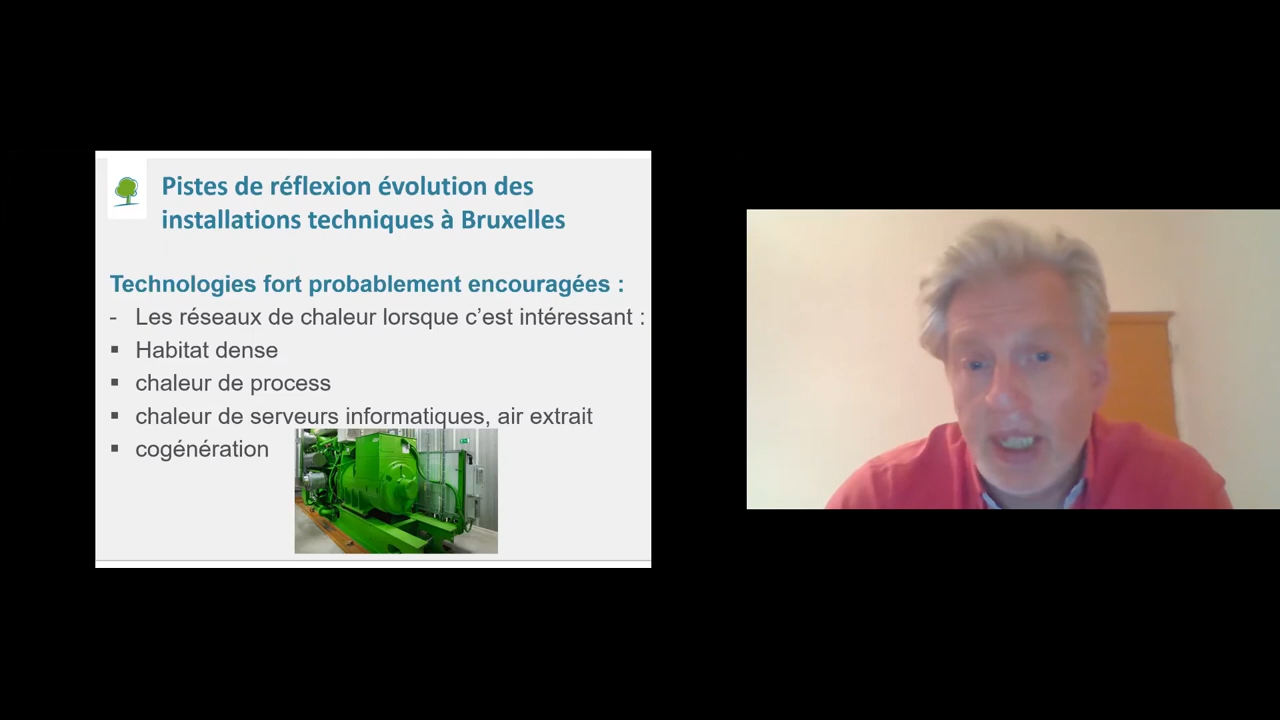 Pistes de réflexion évolution des
installations techniques à Bruxelles
Technologies fort probablement encouragées :
- Les réseaux de chaleur lorsque c’est intéressant :
▪ Habitat dense
▪ chaleur de process
▪ chaleur de serveurs informatiques, air extrait
▪ cogénération